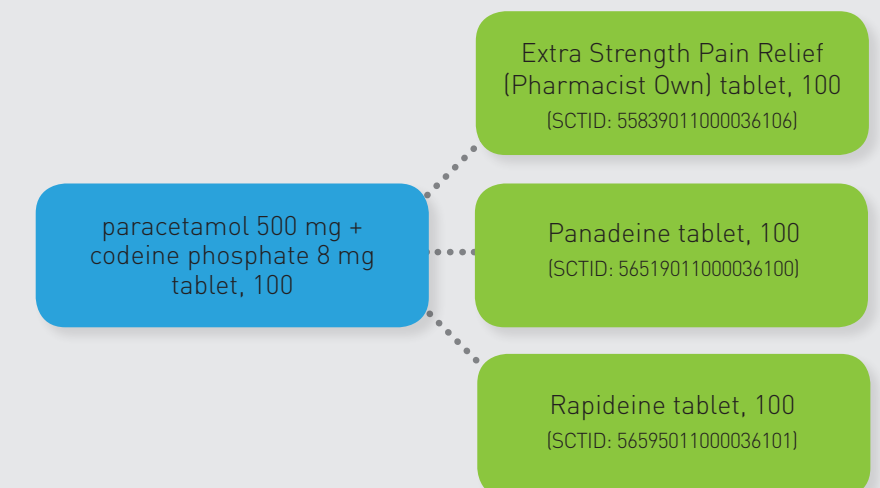 Extra Strength Pain Relief
(Pharmacist Own) tablet, 100
(SCTID: 55839011000036106)
paracetamol 500 mg +
codeine phosphate 8 mg
tablet, 100
Panadeine tablet, 100
(SCTID: 56519011000036100)
Rapideine tablet, 100
(SCTID: 56595011000036101)